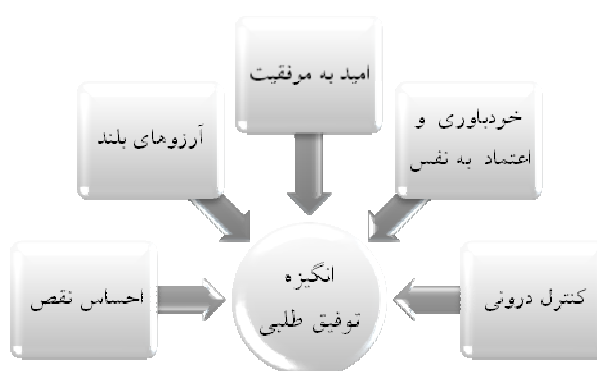 امید به موفقیت
خودباوری و
اعتماد به نفس
آرزوهای بلند
کنترل درونی
انگیزه
توفیق طلبی
احساس نقص